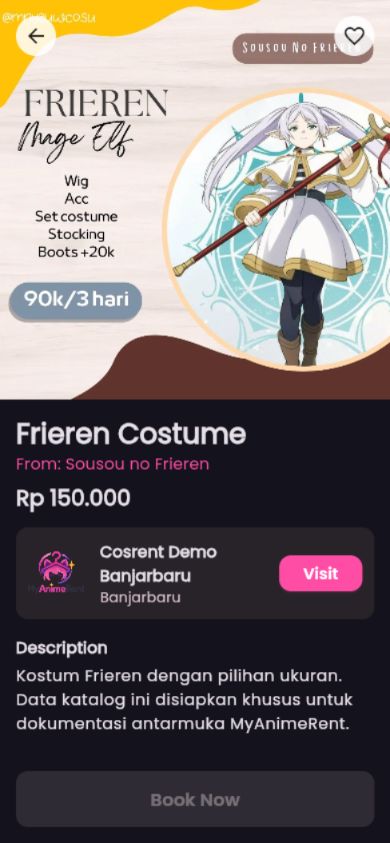 SOUSOU NO FRIEREN
FRIEREN
Mage Elf
Wig
Acc
Set costume
Stocking
Boots +20k
90k/3 hari
Frieren Costume
From: Sousou no Frieren
Rp 150.000
Cosrent Demo
Banjarbaru
Banjarbaru
MyAnimeRent
Visit
Description
Kostum Frieren dengan pilihan ukuran.
Data katalog ini disiapkan khusus untuk
dokumentasi antarmuka MyAnimeRent.
Book Now